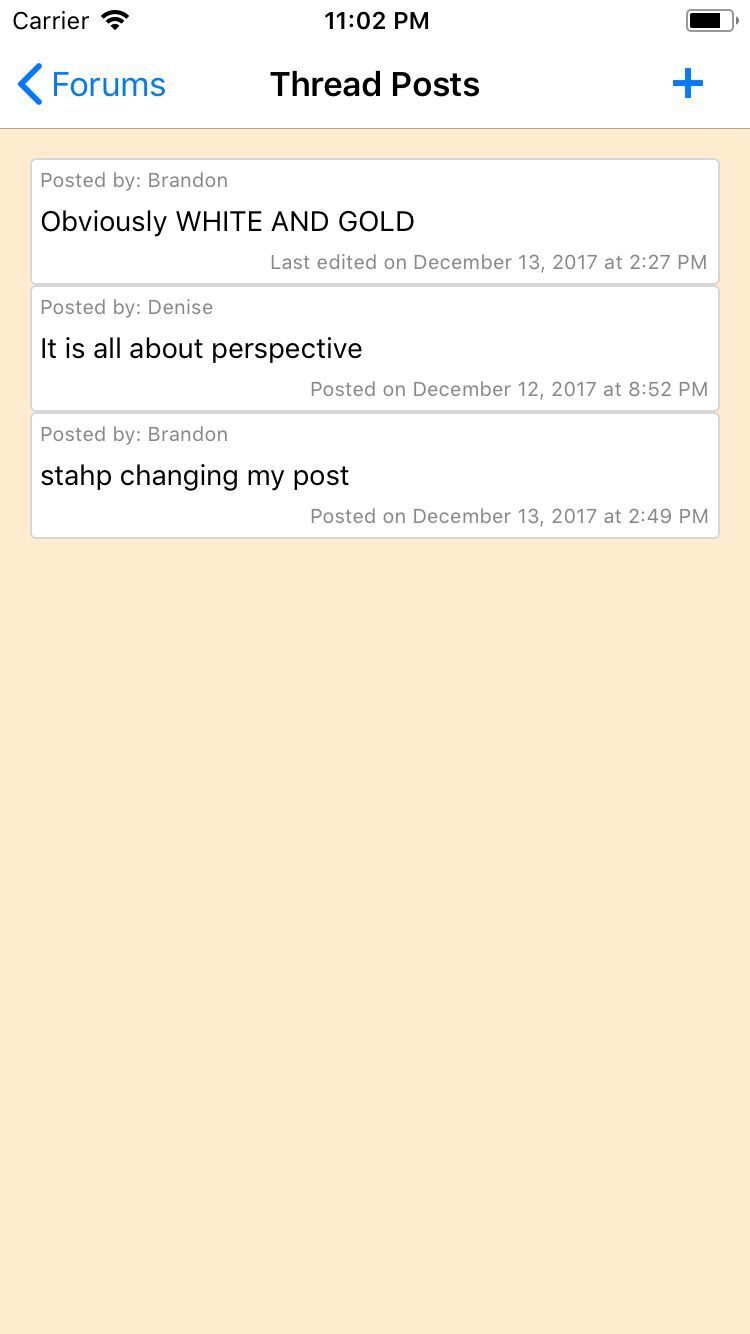 Carrier 11:02 PM
Forums Thread Posts +
Posted by: Brandon
Obviously WHITE AND GOLD
Last edited on December 13, 2017 at 2:27 PM
Posted by: Denise
It is all about perspective
Posted on December 12, 2017 at 8:52 PM
Posted by: Brandon
stahp changing my post
Posted on December 13, 2017 at 2:49 PM